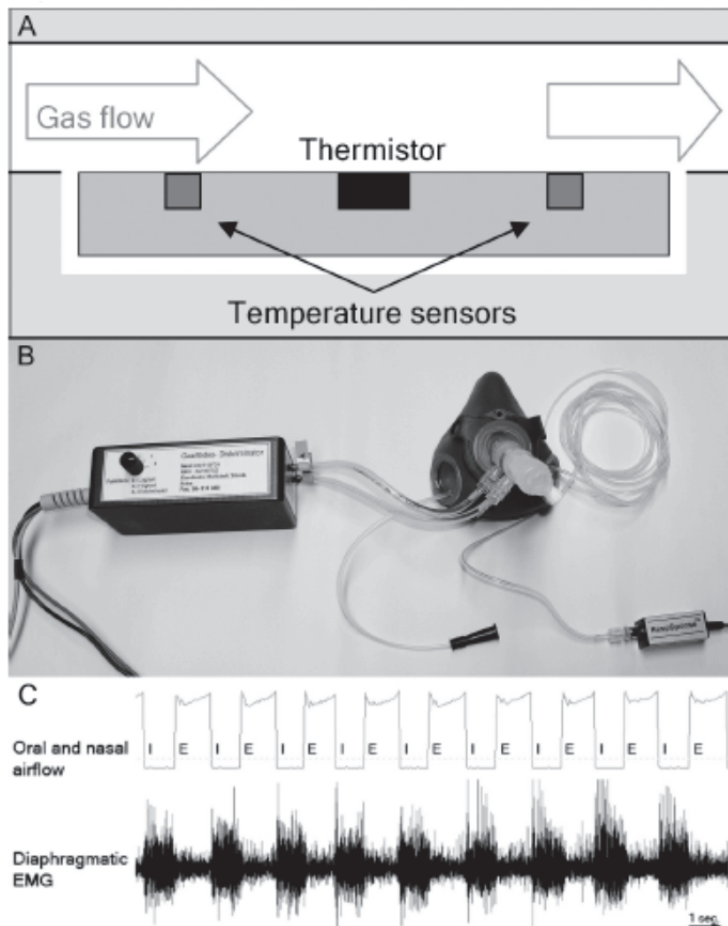 A
Gas flow
Thermistor
Temperature sensors
B
C
Oral and nasal
airflow
I E I E I E I E I E I E I E I E I E
Diaphragmatic
EMG
1 sec.